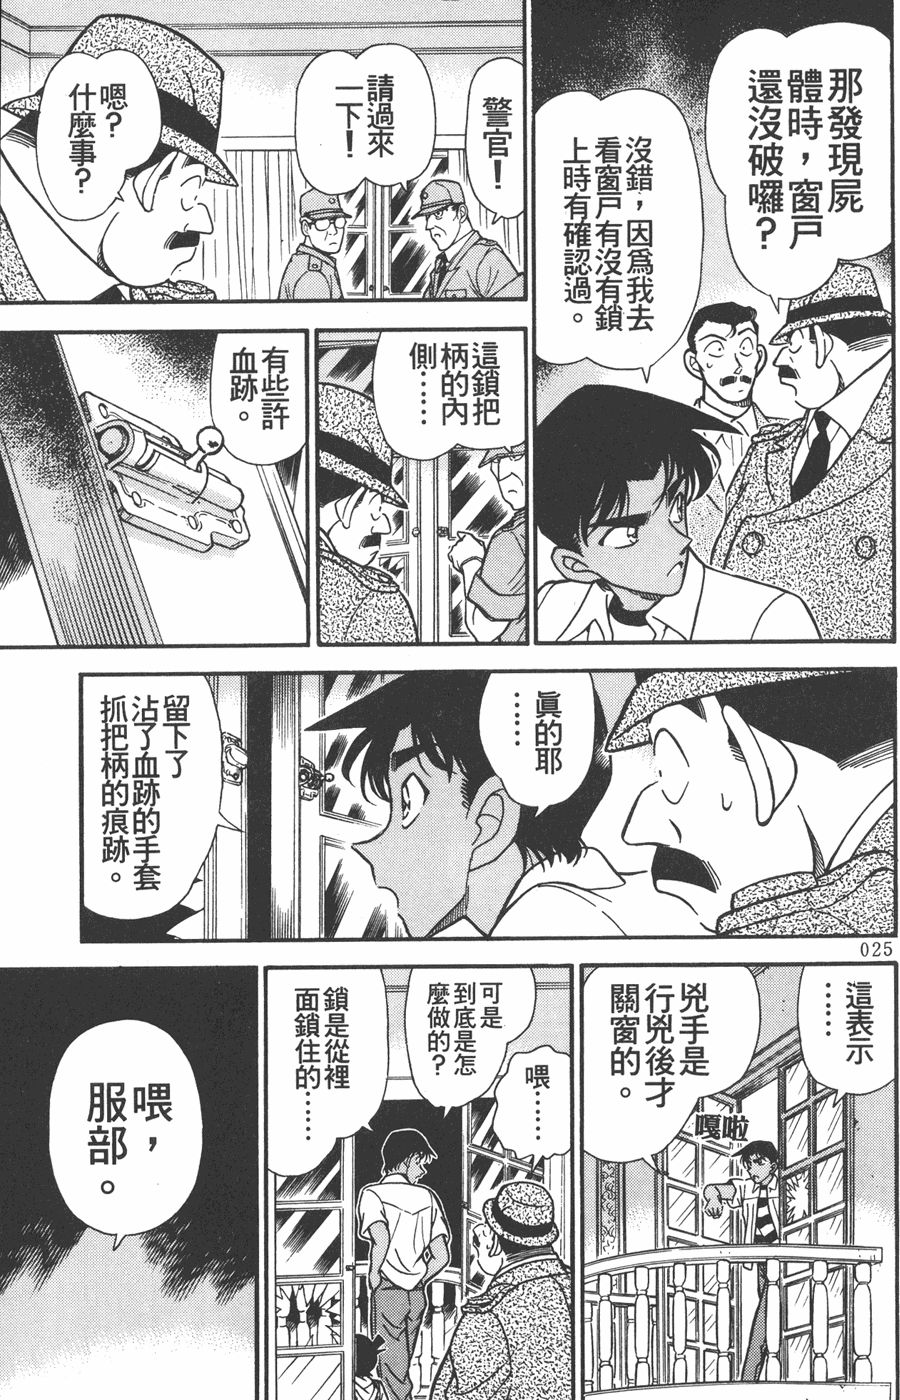 那發現屍
體時，窗戶
還沒破囉？
沒錯，因爲我去
看窗戶有沒有鎖
上時有確認過。
警官！
請過來
一下！
嗯？
什麼事？
這鎖把
柄的內
側……
有些許
血跡。
眞的耶
……
留下了
沾了血跡的手套
抓把柄的痕跡。
025
這表示
……
兇手是
行兇後才
關窗的。
嘎啦
喂……
可是
到底是怎
麼做的？
鎖是從裡
面鎖住的……
喂，
服部。